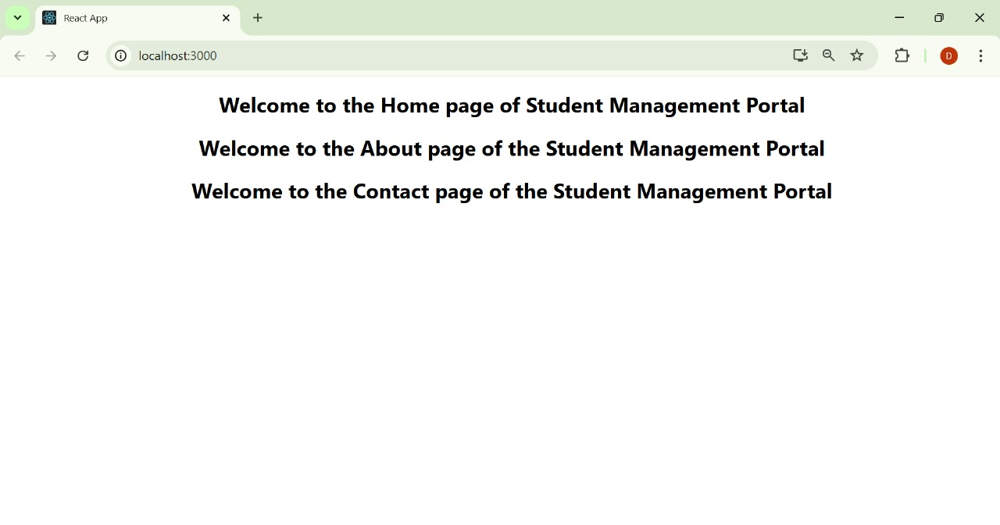 React App
localhost:3000
D
Welcome to the Home page of Student Management Portal
Welcome to the About page of the Student Management Portal
Welcome to the Contact page of the Student Management Portal